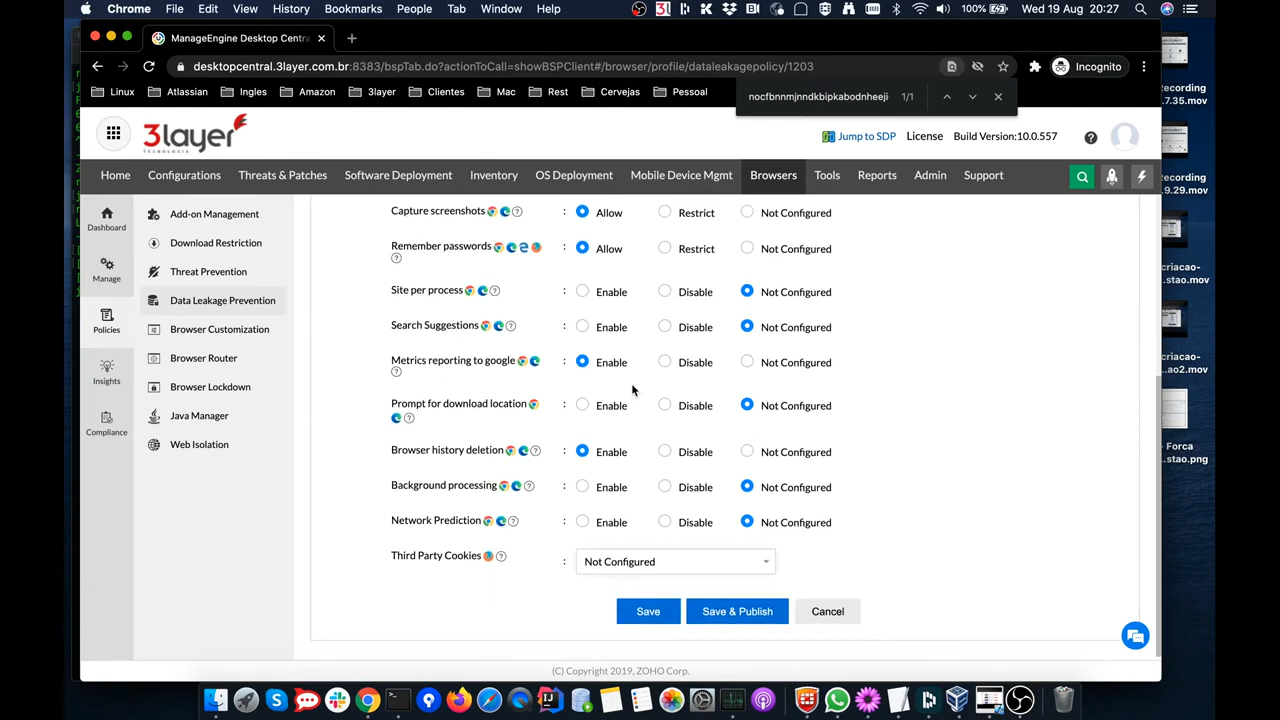 Chrome File Edit View History Bookmarks People Tab Window Help 100% Wed 19 Aug 20:27
ManageEngine Desktop Centra
desktopcentral.3layer.com.br:8383/bspTab.do?actionToCall=showBSPClient#/browser/profile/dataleakagepolicy/1203
Incognito
Linux Atlassian Ingles Amazon 3layer Clientes Mac Rest Cervejas Pessoal
nocfbnnmjnndkbipkabodnheeji 1/1
3layer
TECNOLOGIA
Jump to SDP License Build Version:10.0.557
Home Configurations Threats & Patches Software Deployment Inventory OS Deployment Mobile Device Mgmt Browsers Tools Reports Admin Support
Dashboard
Manage
Policies
Insights
Compliance
Add-on Management
Download Restriction
Threat Prevention
Data Leakage Prevention
Browser Customization
Browser Router
Browser Lockdown
Java Manager
Web Isolation
Capture screenshots : Allow Restrict Not Configured
Remember passwords : Allow Restrict Not Configured
Site per process : Enable Disable Not Configured
Search Suggestions : Enable Disable Not Configured
Metrics reporting to google : Enable Disable Not Configured
Prompt for download location : Enable Disable Not Configured
Browser history deletion : Enable Disable Not Configured
Background processing : Enable Disable Not Configured
Network Prediction : Enable Disable Not Configured
Third Party Cookies : Not Configured
Save Save & Publish Cancel
(C) Copyright 2019, ZOHO Corp.
ecording
7.35.mov
ecording
9.29.mov
criacao-
stao.mov
criacao-
...ao2.mov
- Forca
...stao.png